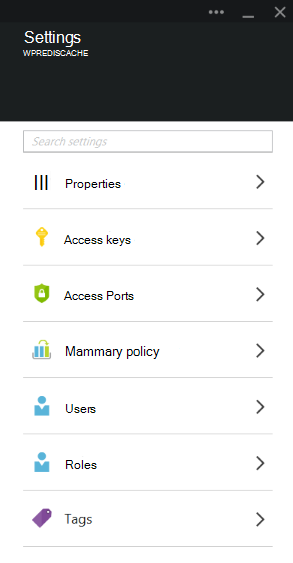 Settings
WPREDISCACHE
Search settings
Properties
Access keys
Access Ports
Mammary policy
Users
Roles
Tags